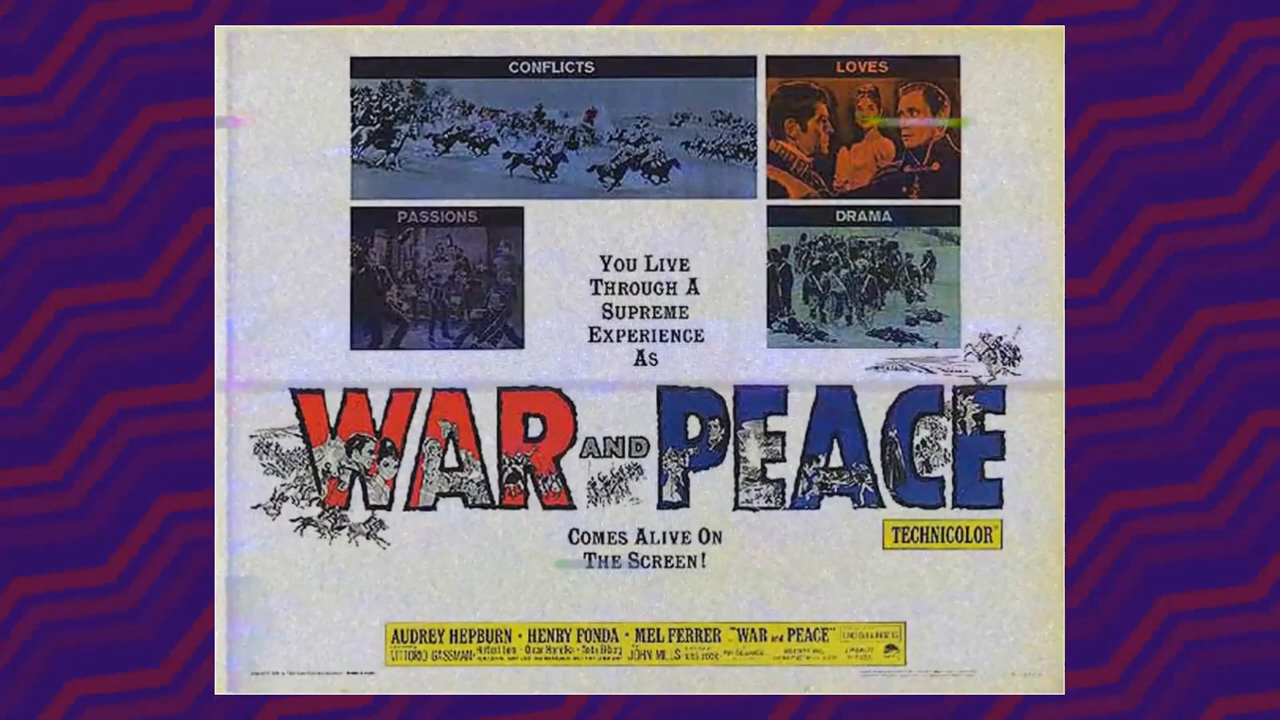 CONFLICTS
LOVES
PASSIONS
DRAMA
YOU LIVE
THROUGH A
SUPREME
EXPERIENCE
AS
WAR AND PEACE
COMES ALIVE ON
THE SCREEN!
TECHNICOLOR
AUDREY HEPBURN · HENRY FONDA · MEL FERRER "WAR and PEACE"
VITTORIO GASSMAN · JOHN MILLS